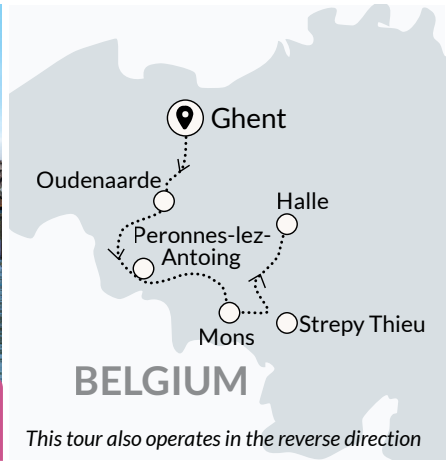 Ghent
Oudenaarde
Halle
Peronnes-lez-
Antoing
Strepy Thieu
Mons
BELGIUM
This tour also operates in the reverse direction